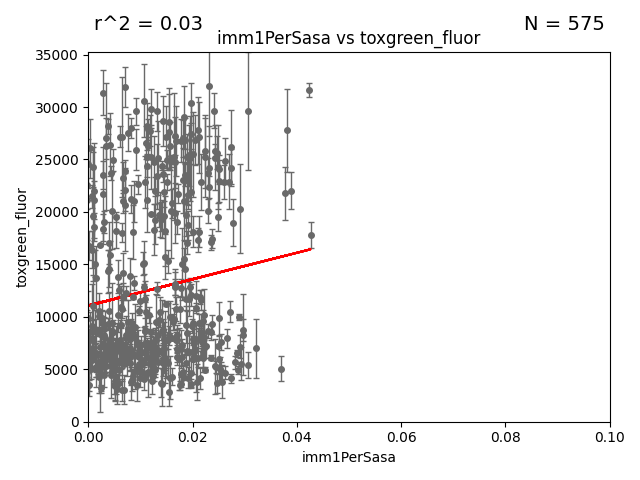 r^2 = 0.03
N = 575
imm1PerSasa vs toxgreen_fluor
35000
30000
25000
20000
15000
10000
5000
0
toxgreen_fluor
0.00
0.02
0.04
0.06
0.08
0.10
imm1PerSasa